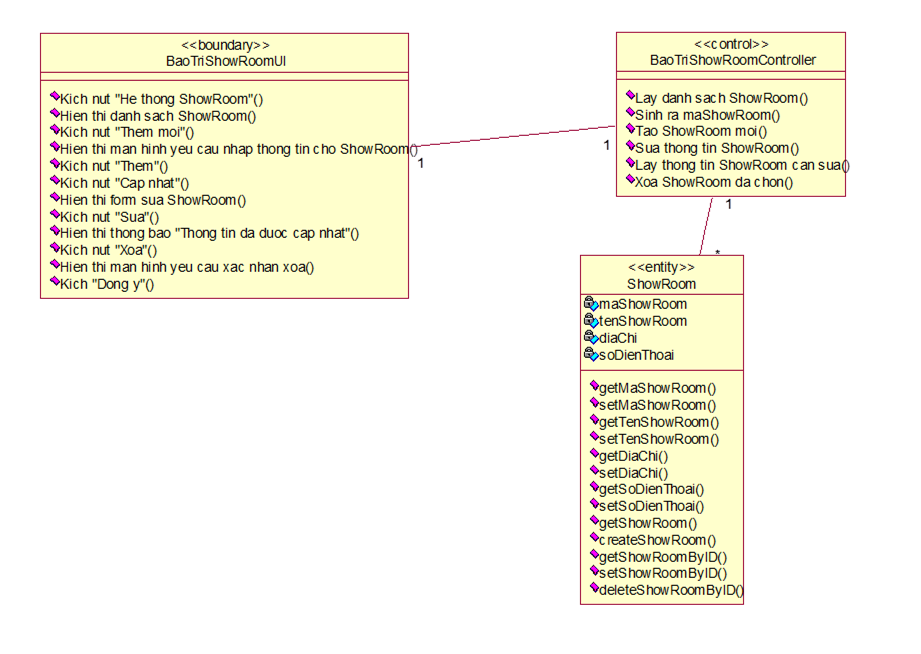 <<boundary>>
BaoTriShowRoomUI
Kich nut "He thong ShowRoom"()
Hien thi danh sach ShowRoom()
Kich nut "Them moi"()
Hien thi man hinh yeu cau nhap thong tin cho ShowRoom()
Kich nut "Them"()
Kich nut "Cap nhat"()
Hien thi form sua ShowRoom()
Kich nut "Sua"()
Hien thi thong bao "Thong tin da duoc cap nhat"()
Kich nut "Xoa"()
Hien thi man hinh yeu cau xac nhan xoa()
Kich "Dong y"()
1
1
<<control>>
BaoTriShowRoomController
Lay danh sach ShowRoom()
Sinh ra maShowRoom()
Tao ShowRoom moi()
Sua thong tin ShowRoom()
Lay thong tin ShowRoom can sua()
Xoa ShowRoom da chon()
1
*
<<entity>>
ShowRoom
maShowRoom
tenShowRoom
diaChi
soDienThoai
getMaShowRoom()
setMaShowRoom()
getTenShowRoom()
setTenShowRoom()
getDiaChi()
setDiaChi()
getSoDienThoai()
setSoDienThoai()
getShowRoom()
createShowRoom()
getShowRoomByID()
setShowRoomByID()
deleteShowRoomByID()